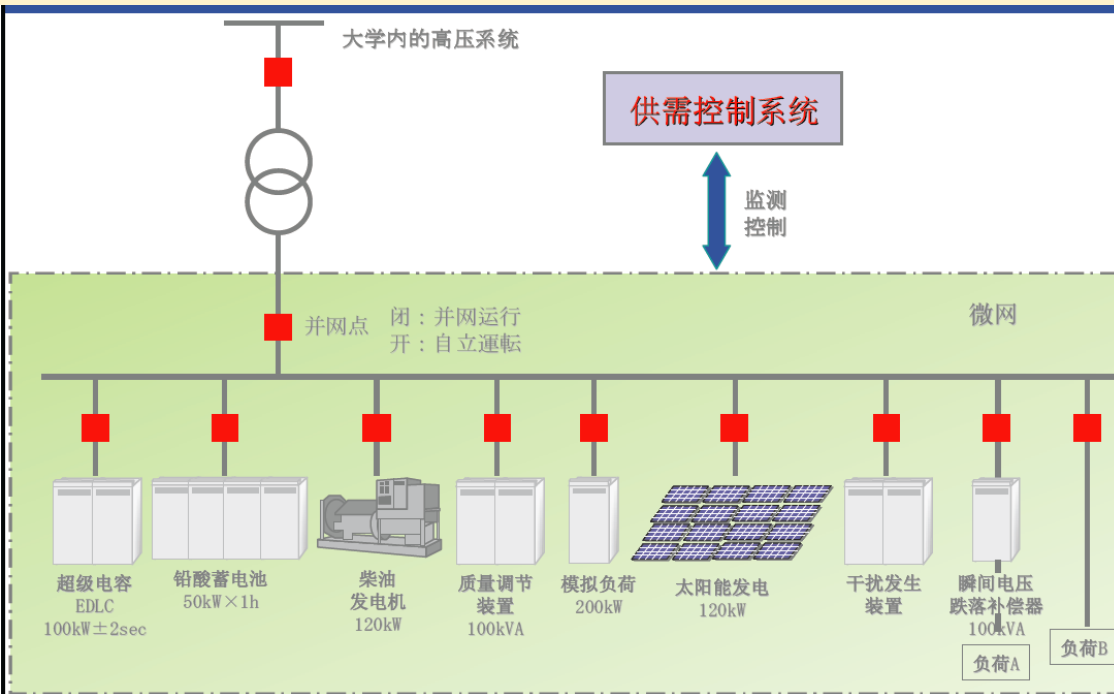 大学内的高压系统
供需控制系统
监测
控制
并网点
闭：并网运行
开：自立運転
微网
超级电容
EDLC
100kW±2sec
铅酸蓄电池
50kW×1h
柴油
发电机
120kW
质量调节
装置
100kVA
模拟负荷
200kW
太阳能发电
120kW
干扰发生
装置
瞬间电压
跌落补偿器
100kVA
负荷A
负荷B